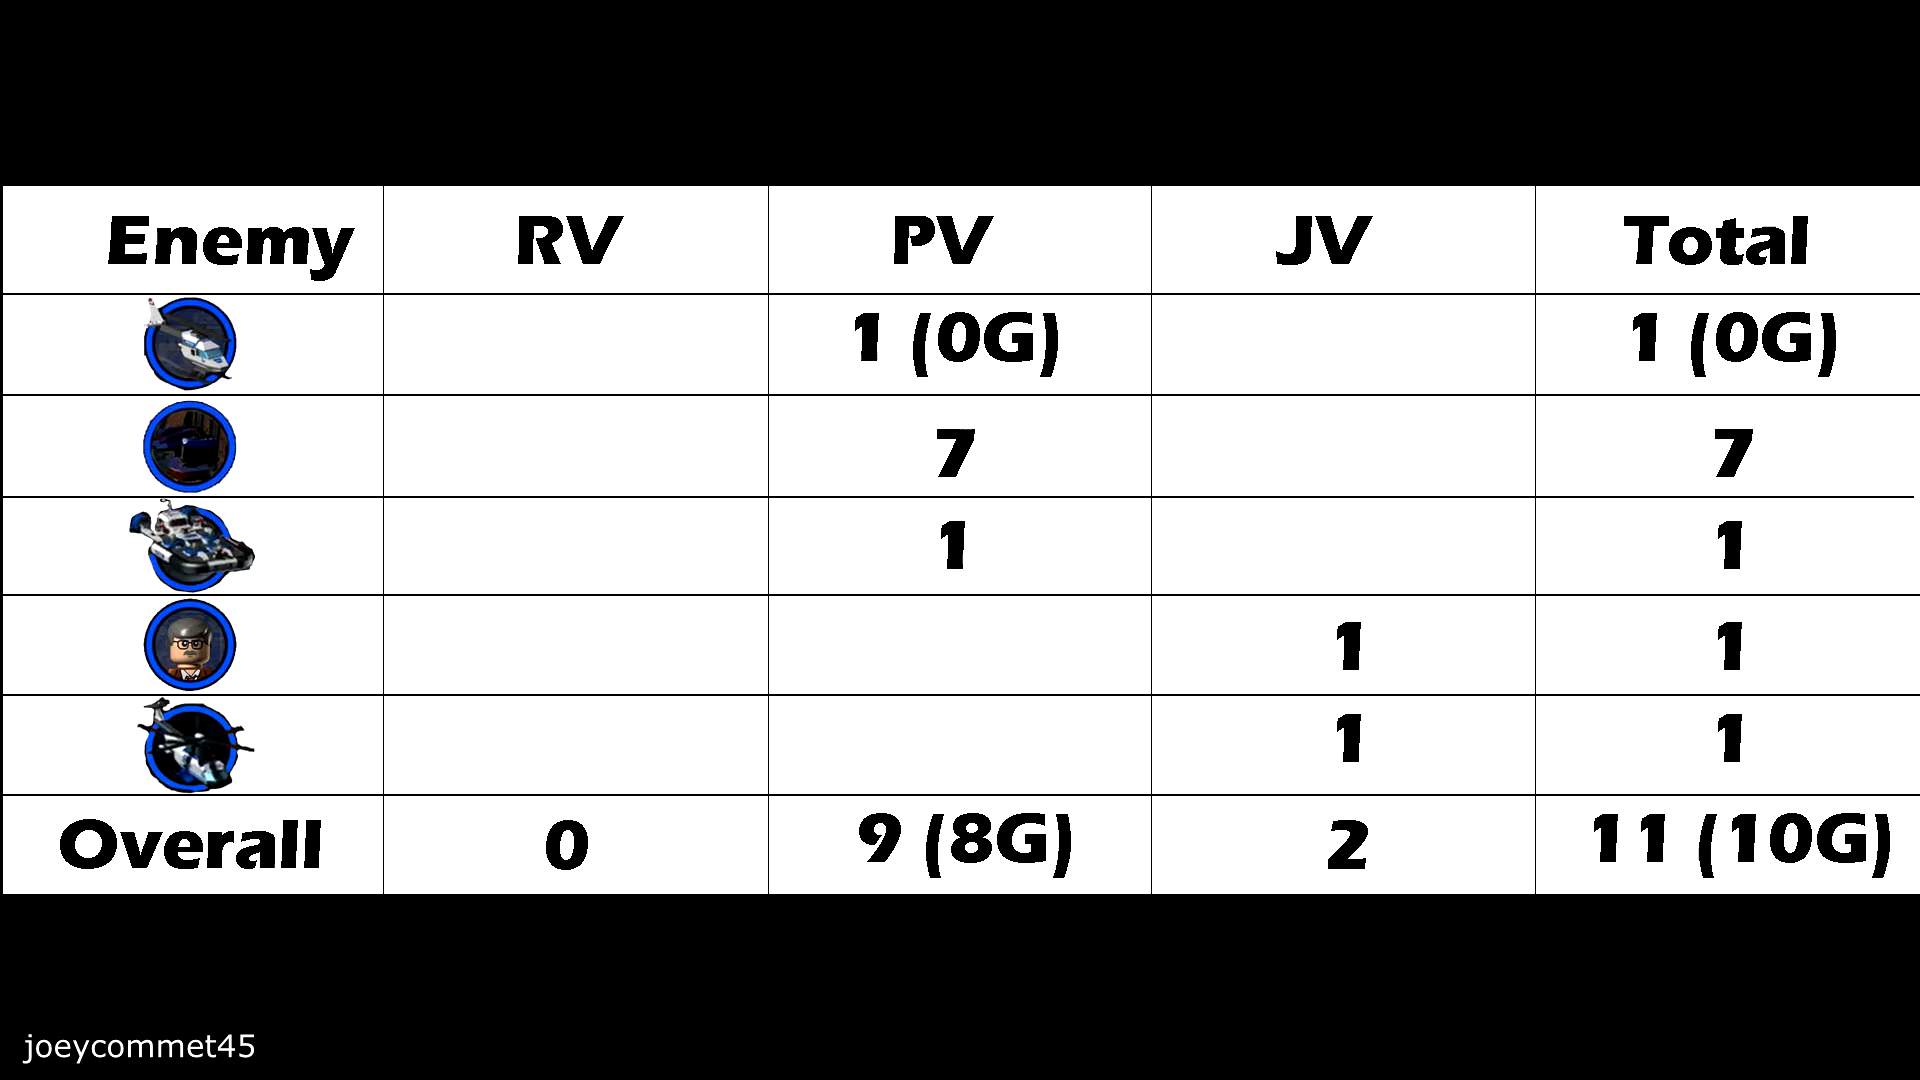 Enemy RV PV JV Total
1 (0G) 1 (0G)
7 7
1 1
1 1
1 1
Overall 0 9 (8G) 2 11 (10G)
joeycommet45